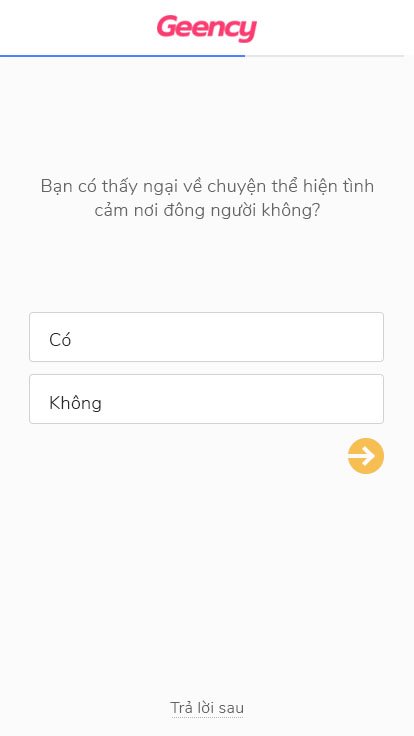 Geency
Bạn có thấy ngại về chuyện thể hiện tình
cảm nơi đông người không?
Có
Không
Trả lời sau